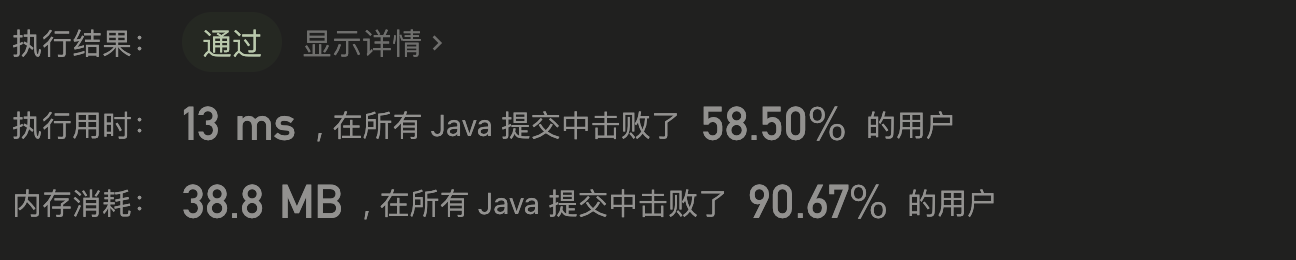 执行结果： 通过 显示详情 >
执行用时： 13 ms , 在所有 Java 提交中击败了 58.50% 的用户
内存消耗： 38.8 MB , 在所有 Java 提交中击败了 90.67% 的用户